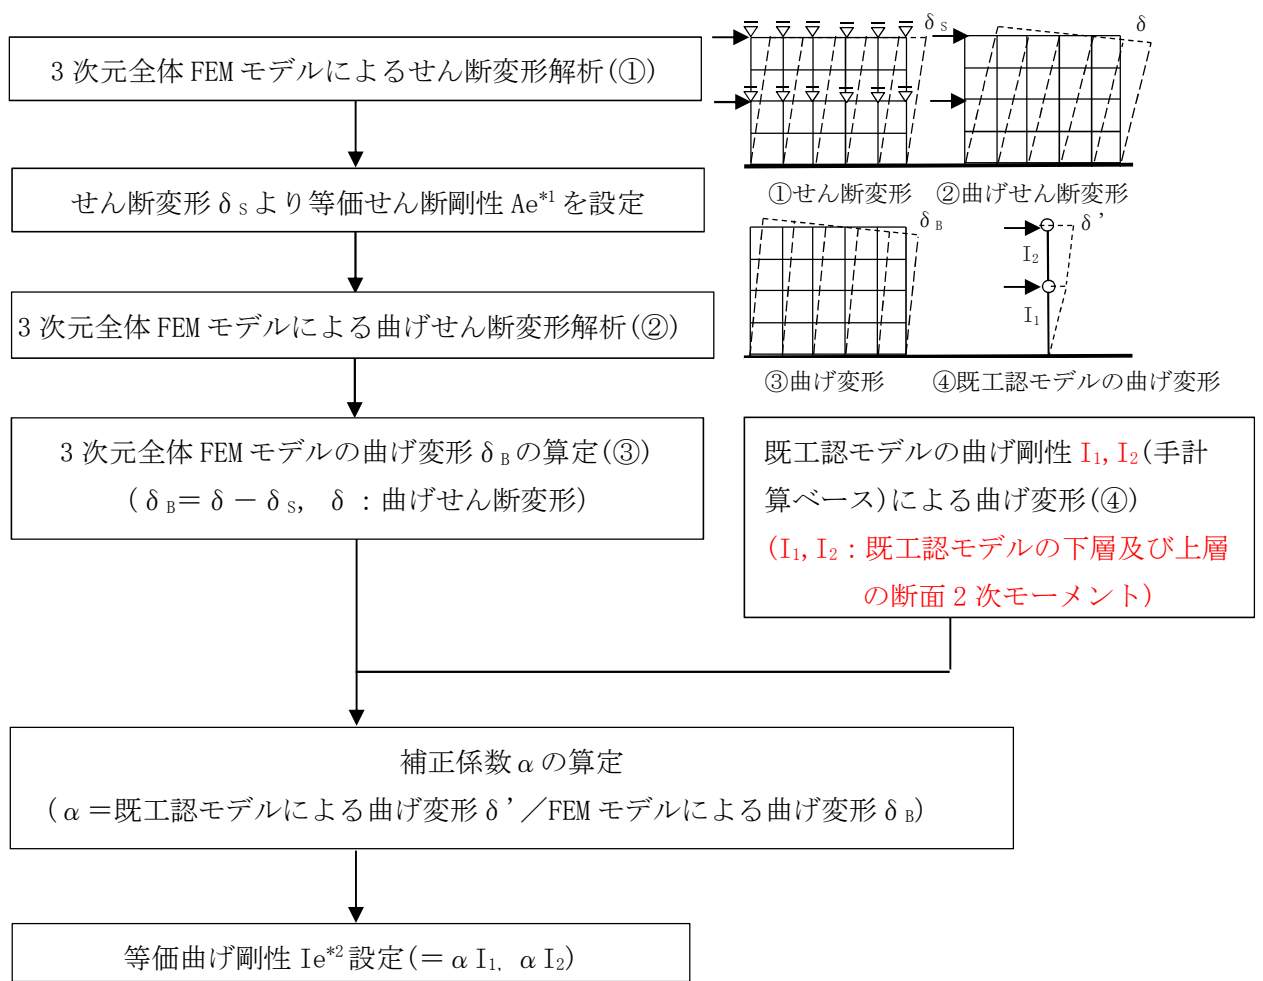 3次元全体FEMモデルによるせん断変形解析(①)
δS
δ
①せん断変形
②曲げせん断変形
せん断変形δSより等価せん断剛性Ae*1を設定
δB
δ’
I2
I1
3次元全体FEMモデルによる曲げせん断変形解析(②)
③曲げ変形
④既工認モデルの曲げ変形
3次元全体FEMモデルの曲げ変形δBの算定(③)
(δB=δ-δS, δ:曲げせん断変形)
既工認モデルの曲げ剛性I1,I2(手計
算ベース)による曲げ変形(④)
(I1,I2:既工認モデルの下層及び上層
の断面2次モーメント)
補正係数αの算定
(α=既工認モデルによる曲げ変形δ’/FEMモデルによる曲げ変形δB)
等価曲げ剛性Ie*2設定(=αI1, αI2)